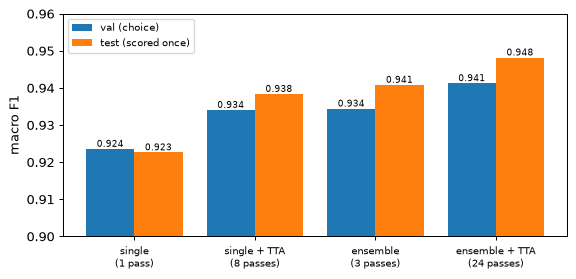 0.96
0.95
0.94
0.93
0.92
0.91
0.90
macro F1
val (choice)
test (scored once)
0.924
0.923
0.934
0.938
0.934
0.941
0.941
0.948
single
(1 pass)
single + TTA
(8 passes)
ensemble
(3 passes)
ensemble + TTA
(24 passes)